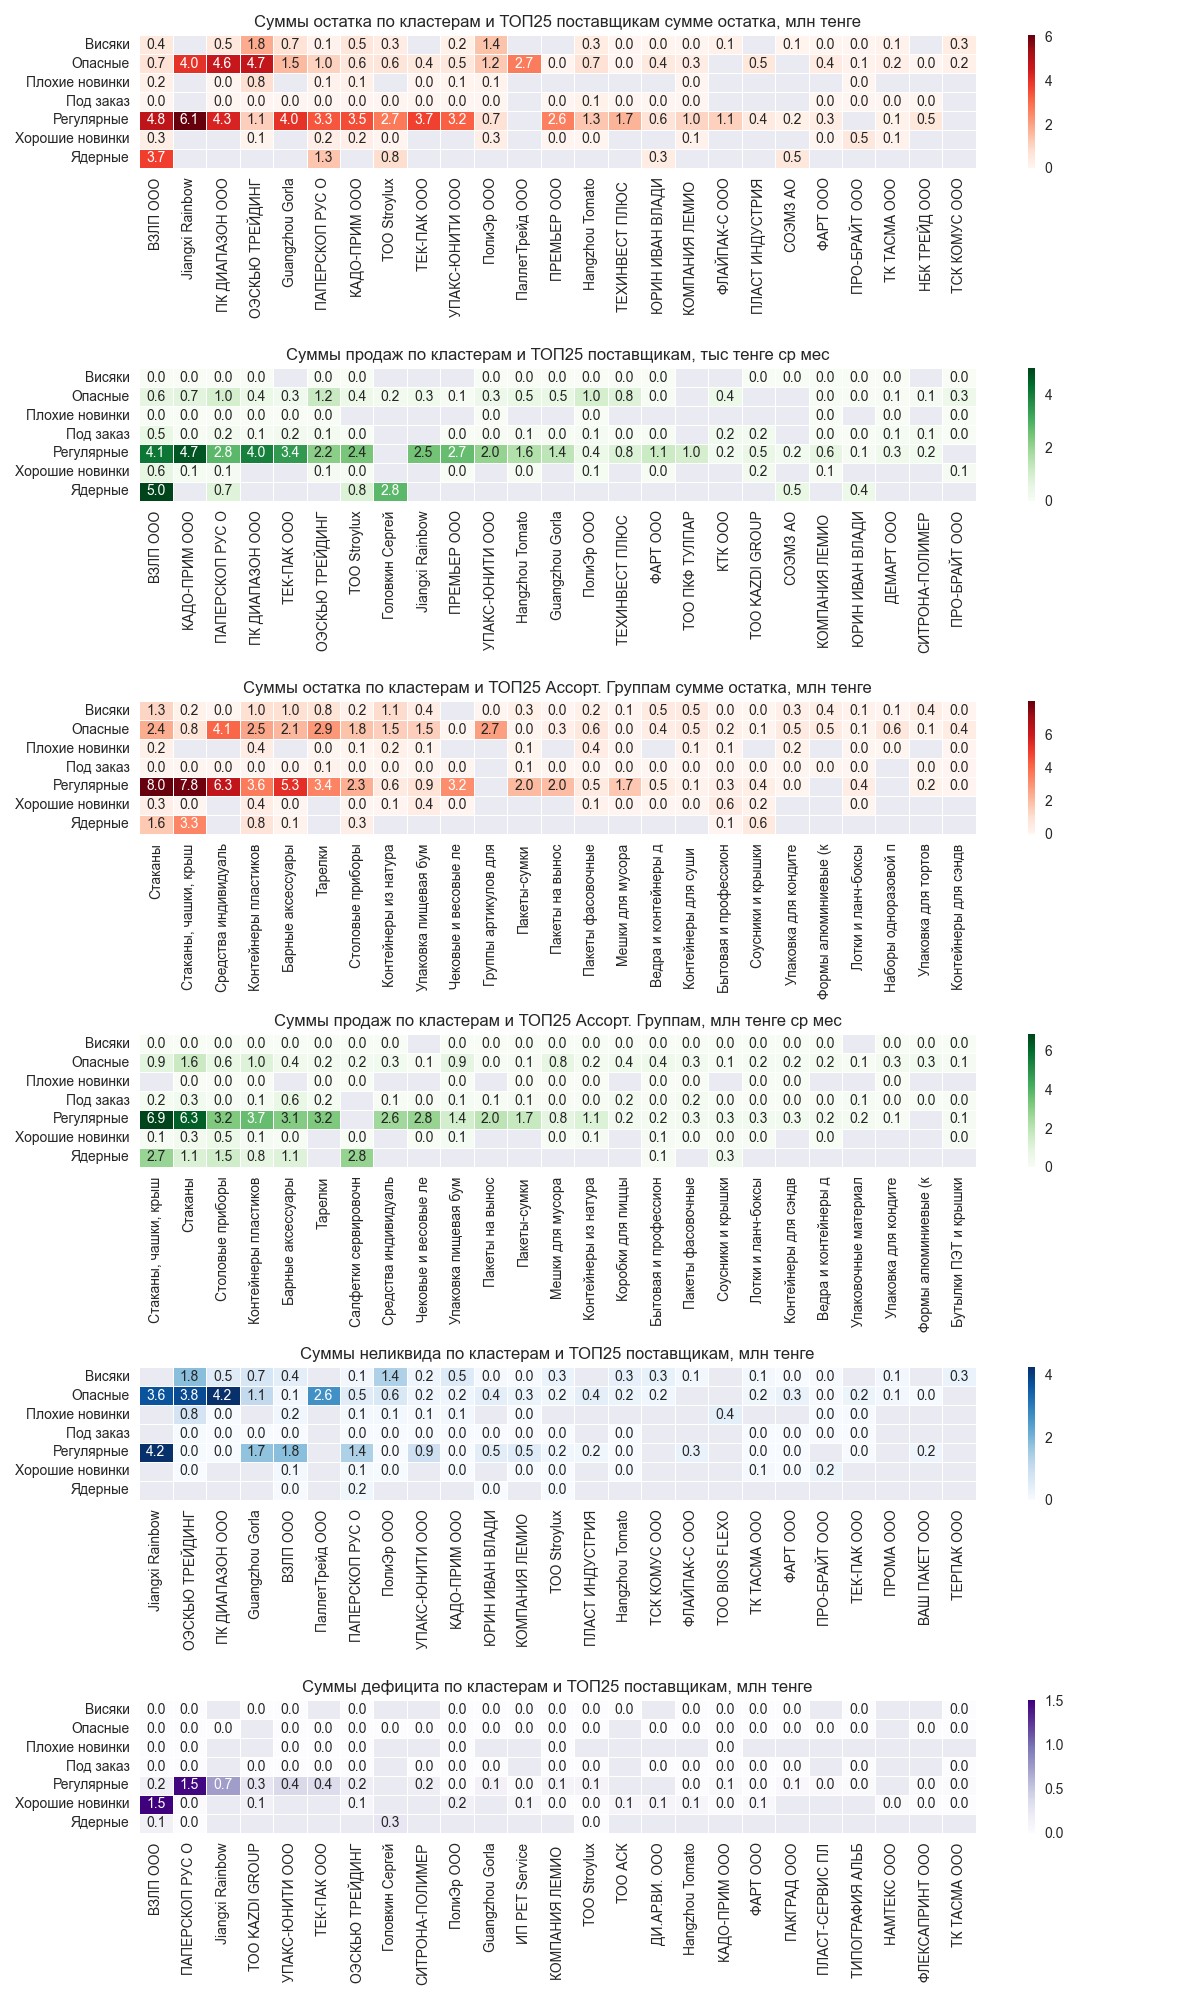 Суммы остатка по кластерам и ТОП25 поставщикам сумме остатка, млн тенге
Висяки 0.4 0.5 1.8 0.7 0.1 0.5 0.3 0.2 1.4 0.3 0.0 0.0 0.0 0.1 0.1 0.0 0.0 0.1 0.3
Опасные 0.7 4.0 4.6 4.7 1.5 1.0 0.6 0.6 0.4 0.5 1.2 2.7 0.0 0.7 0.0 0.4 0.3 0.5 0.4 0.1 0.2 0.0 0.2
Плохие новинки 0.2 0.0 0.8 0.1 0.1 0.0 0.1 0.1 0.0 0.0
Под заказ 0.0 0.0 0.0 0.0 0.0 0.0 0.0 0.0 0.0 0.0 0.0 0.1 0.0 0.0 0.0 0.0 0.0 0.0 0.0
Регулярные 4.8 6.1 4.3 1.1 4.0 3.3 3.5 2.7 3.7 3.2 0.7 2.6 1.3 1.7 0.6 1.0 1.1 0.4 0.2 0.3 0.1 0.5
Хорошие новинки 0.3 0.1 0.2 0.2 0.0 0.3 0.0 0.0 0.1 0.0 0.5 0.1
Ядерные 3.7 1.3 0.8 0.3 0.5
6
4
2
0
ВЗЛП ООО
Jiangxi Rainbow
ПК ДИАПАЗОН ООО
ОЭСКЬЮ ТРЕЙДИНГ
Guangzhou Gorla
ПАПЕРСКОП РУС О
КАДО-ПРИМ ООО
ТОО Stroylux
ТЕК-ПАК ООО
УПАКС-ЮНИТИ ООО
ПолиЭр ООО
ПаллетТрейд ООО
ПРЕМЬЕР ООО
Hangzhou Tomato
ТЕХИНВЕСТ ПЛЮС
ЮРИН ИВАН ВЛАДИ
КОМПАНИЯ ЛЕМИО
ФЛАЙПАК-С ООО
ПЛАСТ ИНДУСТРИЯ
СОЭМЗ АО
ФАРТ ООО
ПРО-БРАЙТ ООО
ТК ТАСМА ООО
НБК ТРЕЙД ООО
ТСК КОМУС ООО
Суммы продаж по кластерам и ТОП25 поставщикам, тыс тенге ср мес
Висяки 0.0 0.0 0.0 0.0 0.0 0.0 0.0 0.0 0.0 0.0 0.0 0.0 0.0 0.0 0.0 0.0 0.0 0.0
Опасные 0.6 0.7 1.0 0.4 0.3 1.2 0.4 0.2 0.3 0.1 0.3 0.5 0.5 1.0 0.8 0.0 0.4 0.0 0.0 0.1 0.1 0.3
Плохие новинки 0.0 0.0 0.0 0.0 0.0 0.0 0.0 0.0 0.0 0.0 0.0
Под заказ 0.5 0.0 0.2 0.1 0.2 0.1 0.0 0.0 0.0 0.1 0.0 0.1 0.0 0.0 0.2 0.2 0.0 0.0 0.1 0.1 0.0
Регулярные 4.1 4.7 2.8 4.0 3.4 2.2 2.4 2.5 2.7 2.0 1.6 1.4 0.4 0.8 1.1 1.0 0.2 0.5 0.2 0.6 0.1 0.3 0.2
Хорошие новинки 0.6 0.1 0.1 0.1 0.0 0.0 0.0 0.1 0.0 0.2 0.1 0.1
Ядерные 5.0 0.7 0.8 2.8 0.5 0.4
4
2
0
ВЗЛП ООО
КАДО-ПРИМ ООО
ПАПЕРСКОП РУС О
ПК ДИАПАЗОН ООО
ТЕК-ПАК ООО
ОЭСКЬЮ ТРЕЙДИНГ
ТОО Stroylux
Головкин Сергей
Jiangxi Rainbow
ПРЕМЬЕР ООО
УПАКС-ЮНИТИ ООО
Hangzhou Tomato
Guangzhou Gorla
ПолиЭр ООО
ТЕХИНВЕСТ ПЛЮС
ФАРТ ООО
ТОО ПКФ ТУЛПАР
КТК ООО
ТОО KAZDI GROUP
СОЭМЗ АО
КОМПАНИЯ ЛЕМИО
ЮРИН ИВАН ВЛАДИ
ДЕМАРТ ООО
СИТРОНА-ПОЛИМЕР
ПРО-БРАЙТ ООО
Суммы остатка по кластерам и ТОП25 Ассорт. Группам сумме остатка, млн тенге
Висяки 1.3 0.2 0.0 1.0 1.0 0.8 0.2 1.1 0.4 0.0 0.3 0.0 0.2 0.1 0.5 0.5 0.0 0.0 0.3 0.4 0.1 0.1 0.4 0.0
Опасные 2.4 0.8 4.1 2.5 2.1 2.9 1.8 1.5 1.5 0.0 2.7 0.0 0.3 0.6 0.0 0.4 0.5 0.2 0.1 0.5 0.5 0.1 0.6 0.1 0.4
Плохие новинки 0.2 0.4 0.0 0.1 0.2 0.1 0.1 0.4 0.0 0.1 0.1 0.2 0.0 0.0 0.0
Под заказ 0.0 0.0 0.0 0.0 0.0 0.1 0.0 0.0 0.0 0.0 0.1 0.0 0.0 0.0 0.0 0.0 0.0 0.0 0.0 0.0 0.0 0.0 0.0
Регулярные 8.0 7.8 6.3 3.6 5.3 3.4 2.3 0.6 0.9 3.2 2.0 2.0 0.5 1.7 0.5 0.1 0.3 0.4 0.0 0.4 0.2 0.0
Хорошие новинки 0.3 0.0 0.4 0.0 0.0 0.1 0.4 0.0 0.1 0.0 0.0 0.0 0.6 0.2 0.0 0.0
Ядерные 1.6 3.3 0.8 0.1 0.3 0.1 0.6
8
6
4
2
0
Стаканы
Стаканы, чашки, крыш
Средства индивидуаль
Контейнеры пластиков
Барные аксессуары
Тарелки
Столовые приборы
Контейнеры из натура
Упаковка пищевая бум
Чековые и весовые ле
Группы артикулов для
Пакеты-сумки
Пакеты на вынос
Пакеты фасовочные
Мешки для мусора
Ведра и контейнеры д
Контейнеры для суши
Бытовая и профессион
Соусники и крышки
Упаковка для кондите
Формы алюминиевые (к
Лотки и ланч-боксы
Наборы одноразовой п
Упаковка для тортов
Контейнеры для сэндв
Суммы продаж по кластерам и ТОП25 Ассорт. Группам, млн тенге ср мес
Висяки 0.0 0.0 0.0 0.0 0.0 0.0 0.0 0.0 0.0 0.0 0.0 0.0 0.0 0.0 0.0 0.0 0.0 0.0 0.0 0.0 0.0 0.0 0.0 0.0
Опасные 0.9 1.6 0.6 1.0 0.4 0.2 0.2 0.3 0.1 0.9 0.0 0.1 0.8 0.2 0.4 0.4 0.3 0.1 0.2 0.2 0.2 0.1 0.3 0.3 0.1
Плохие новинки 0.0 0.0 0.0 0.0 0.0 0.0 0.0 0.0 0.0 0.0 0.0 0.0 0.0
Под заказ 0.2 0.3 0.0 0.1 0.6 0.2 0.1 0.0 0.1 0.1 0.1 0.0 0.0 0.2 0.0 0.2 0.0 0.0 0.0 0.0 0.1 0.0 0.0 0.0
Регулярные 6.9 6.3 3.2 3.7 3.1 3.2 2.6 2.8 1.4 2.0 1.7 0.8 1.1 0.2 0.2 0.3 0.3 0.3 0.3 0.2 0.2 0.1 0.1
Хорошие новинки 0.1 0.3 0.5 0.1 0.0 0.0 0.0 0.1 0.0 0.1 0.1 0.0 0.0 0.0 0.0 0.0
Ядерные 2.7 1.1 1.5 0.8 1.1 2.8 0.1 0.3
6
4
2
0
Стаканы, чашки, крыш
Стаканы
Столовые приборы
Контейнеры пластиков
Барные аксессуары
Тарелки
Салфетки сервировочн
Средства индивидуаль
Чековые и весовые ле
Упаковка пищевая бум
Пакеты на вынос
Пакеты-сумки
Мешки для мусора
Контейнеры из натура
Коробки для пиццы
Бытовая и профессион
Пакеты фасовочные
Соусники и крышки
Лотки и ланч-боксы
Контейнеры для сэндв
Ведра и контейнеры д
Упаковочные материал
Упаковка для кондите
Формы алюминиевые (к
Бутылки ПЭТ и крышки
Суммы неликвида по кластерам и ТОП25 поставщикам, млн тенге
Висяки 1.8 0.5 0.7 0.4 0.1 1.4 0.2 0.5 0.0 0.0 0.3 0.3 0.3 0.1 0.1 0.0 0.0 0.1 0.3
Опасные 3.6 3.8 4.2 1.1 0.1 2.6 0.5 0.6 0.2 0.2 0.4 0.3 0.2 0.4 0.2 0.2 0.2 0.3 0.0 0.2 0.1 0.0
Плохие новинки 0.8 0.0 0.2 0.1 0.1 0.1 0.1 0.0 0.4 0.0 0.0
Под заказ 0.0 0.0 0.0 0.0 0.0 0.0 0.0 0.0 0.0 0.0 0.0 0.0 0.0 0.0 0.0
Регулярные 4.2 0.0 0.0 1.7 1.8 1.4 0.0 0.9 0.0 0.5 0.5 0.2 0.2 0.0 0.3 0.0 0.0 0.0 0.2
Хорошие новинки 0.0 0.1 0.1 0.0 0.0 0.0 0.0 0.0 0.1 0.0 0.2
Ядерные 0.0 0.2 0.0 0.0
4
2
0
Jiangxi Rainbow
ОЭСКЬЮ ТРЕЙДИНГ
ПК ДИАПАЗОН ООО
Guangzhou Gorla
ВЗЛП ООО
ПаллетТрейд ООО
ПАПЕРСКОП РУС О
ПолиЭр ООО
УПАКС-ЮНИТИ ООО
КАДО-ПРИМ ООО
ЮРИН ИВАН ВЛАДИ
КОМПАНИЯ ЛЕМИО
ТОО Stroylux
ПЛАСТ ИНДУСТРИЯ
Hangzhou Tomato
ТСК КОМУС ООО
ФЛАЙПАК-С ООО
ТОО BIOS FLEXO
ТК ТАСМА ООО
ФАРТ ООО
ПРО-БРАЙТ ООО
ТЕК-ПАК ООО
ПРОМА ООО
ВАШ ПАКЕТ ООО
ТЕРПАК ООО
Суммы дефицита по кластерам и ТОП25 поставщикам, млн тенге
Висяки 0.0 0.0 0.0 0.0 0.0 0.0 0.0 0.0 0.0 0.0 0.0 0.0 0.0 0.0 0.0 0.0 0.0 0.0
Опасные 0.0 0.0 0.0 0.0 0.0 0.0 0.0 0.0 0.0 0.0 0.0 0.0 0.0 0.0 0.0 0.0 0.0 0.0 0.0 0.0 0.0
Плохие новинки 0.0 0.0 0.0 0.0 0.0 0.0 0.0 0.0
Под заказ 0.0 0.0 0.0 0.0 0.0 0.0 0.0 0.0 0.0 0.0 0.0 0.0 0.0 0.0 0.0 0.0 0.0 0.0 0.0
Регулярные 0.2 1.5 0.7 0.3 0.4 0.4 0.2 0.2 0.0 0.1 0.0 0.1 0.1 0.0 0.1 0.0 0.1 0.0 0.0 0.0 0.0
Хорошие новинки 1.5 0.0 0.1 0.1 0.2 0.1 0.0 0.0 0.1 0.1 0.1 0.0 0.1 0.0 0.0 0.0
Ядерные 0.1 0.0 0.3 0.0
1.5
1.0
0.5
0.0
ВЗЛП ООО
ПАПЕРСКОП РУС О
Jiangxi Rainbow
ТОО KAZDI GROUP
УПАКС-ЮНИТИ ООО
ТЕК-ПАК ООО
ОЭСКЬЮ ТРЕЙДИНГ
Головкин Сергей
СИТРОНА-ПОЛИМЕР
ПолиЭр ООО
Guangzhou Gorla
ИП PET Service
КОМПАНИЯ ЛЕМИО
ТОО Stroylux
ТОО АСК
ДИ.АРВИ. ООО
Hangzhou Tomato
КАДО-ПРИМ ООО
ФАРТ ООО
ПАКГРАД ООО
ПЛАСТ-СЕРВИС ПЛ
ТИПОГРАФИЯ АЛЬБ
НАМТЕКС ООО
ФЛЕКСАПРИНТ ООО
ТК ТАСМА ООО